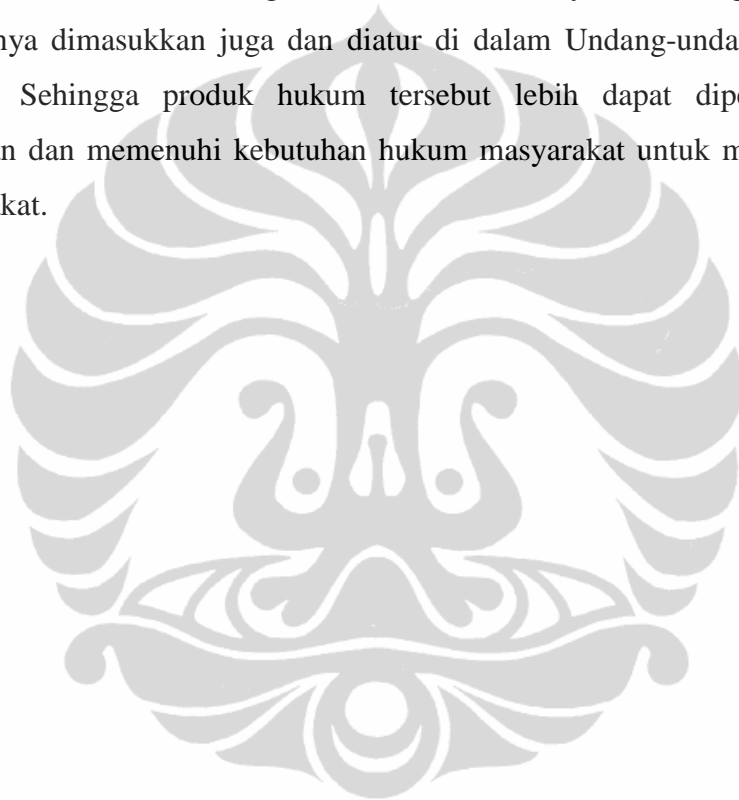 nya dimasukkan juga dan diatur di dalam Undang-unda
Sehingga produk hukum tersebut lebih dapat dipe
n dan memenuhi kebutuhan hukum masyarakat untuk m
kat.